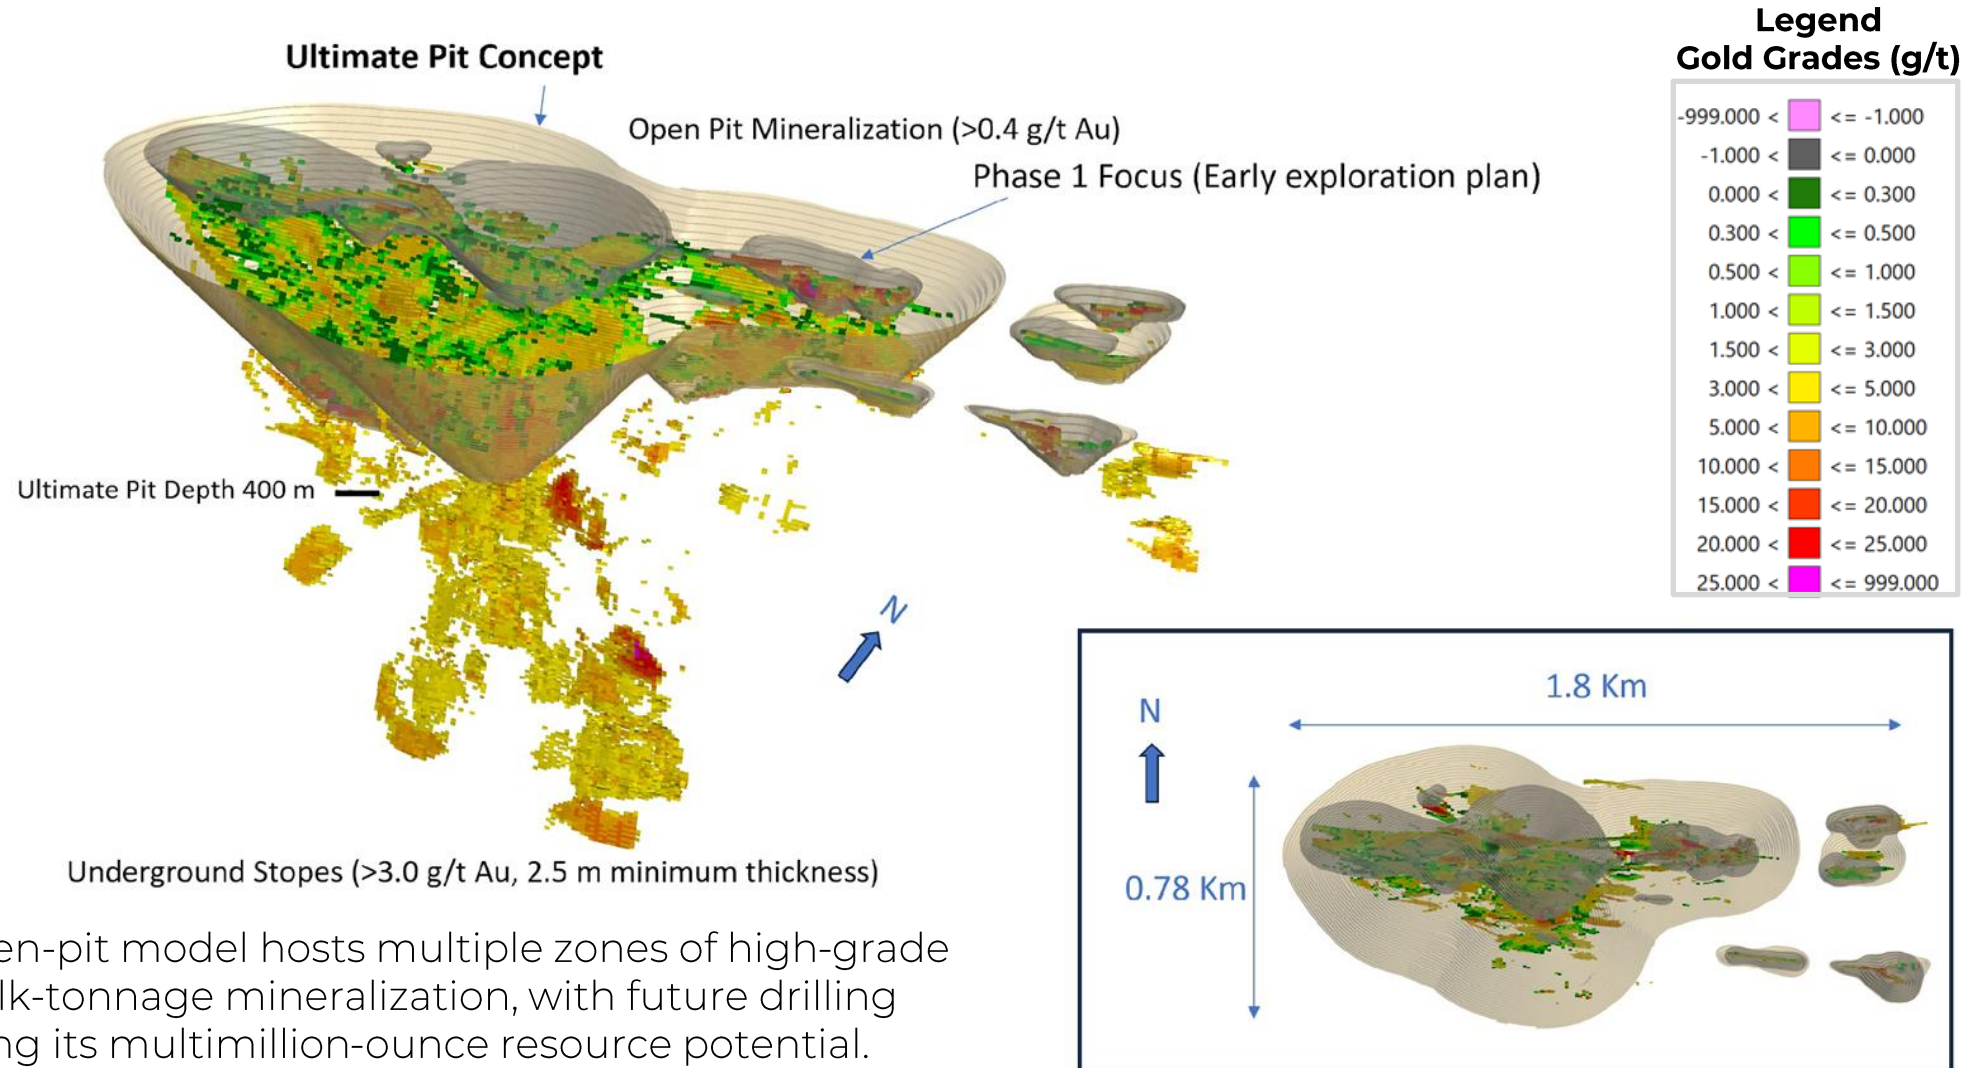 Legend
Gold Grades (g/t)
-999.000 < <= -1.000
-1.000 < <= 0.000
0.000 < <= 0.300
0.300 < <= 0.500
0.500 < <= 1.000
1.000 < <= 1.500
1.500 < <= 3.000
3.000 < <= 5.000
5.000 < <= 10.000
10.000 < <= 15.000
15.000 < <= 20.000
20.000 < <= 25.000
25.000 < <= 999.000
Ultimate Pit Concept
Open Pit Mineralization (>0.4 g/t Au)
Phase 1 Focus (Early exploration plan)
Ultimate Pit Depth 400 m
N
Underground Stopes (>3.0 g/t Au, 2.5 m minimum thickness)
1.8 Km
N
0.78 Km
en-pit model hosts multiple zones of high-grade
lk-tonnage mineralization, with future drilling
ng its multimillion-ounce resource potential.